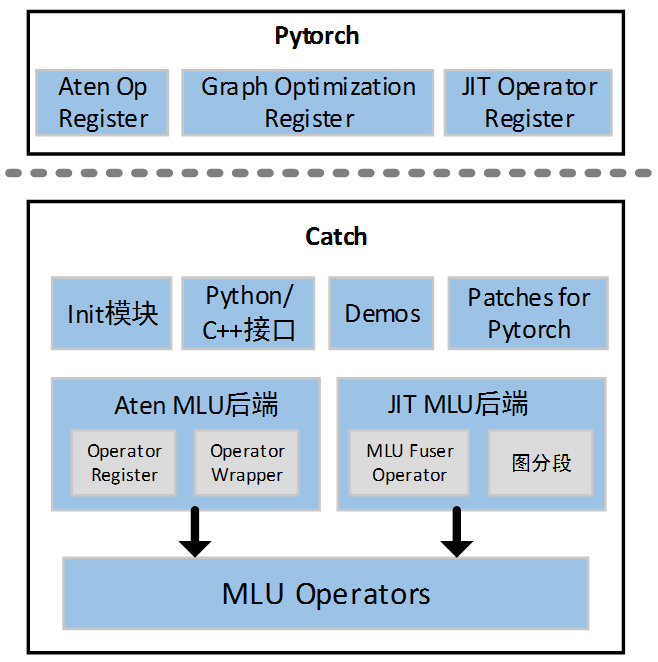 Pytorch
Aten Op
Register
Graph Optimization
Register
JIT Operator
Register
Catch
Init模块
Python/
C++接口
Demos
Patches for
Pytorch
Aten MLU后端
Operator
Register
Operator
Wrapper
JIT MLU后端
MLU Fuser
Operator
图分段
MLU Operators